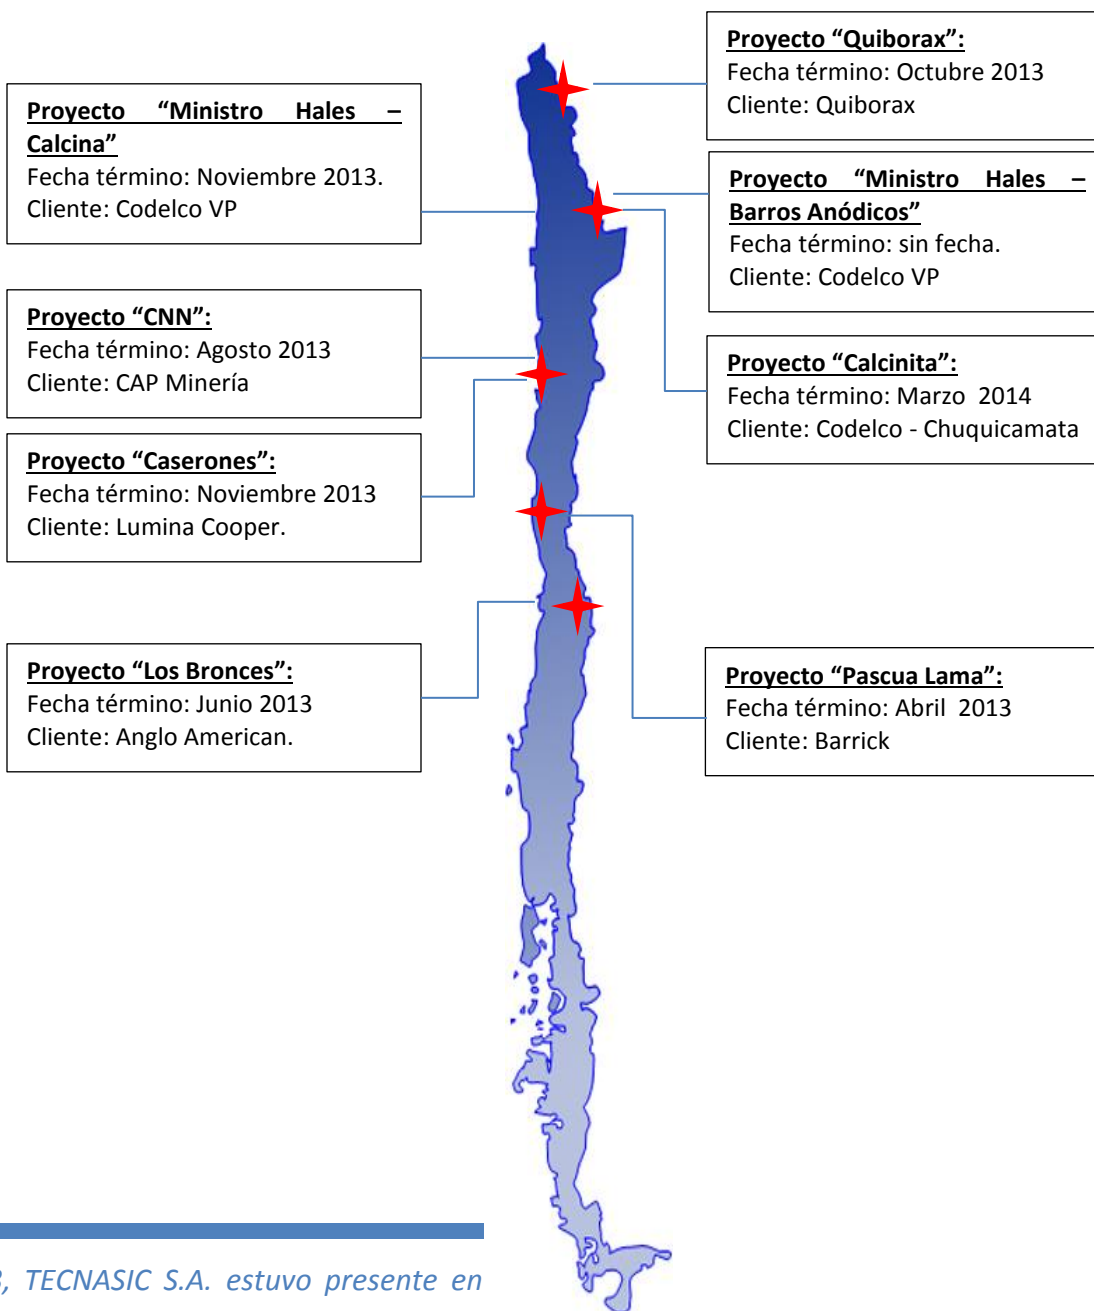 Proyecto “Quiborax”:
Fecha término: Octubre 2013
Cliente: Quiborax
Proyecto “Ministro Hales –
Calcina”
Fecha término: Noviembre 2013.
Cliente: Codelco VP
Proyecto “Ministro Hales –
Barros Anódicos”
Fecha término: sin fecha.
Cliente: Codelco VP
Proyecto “CNN”:
Fecha término: Agosto 2013
Cliente: CAP Minería
Proyecto “Calcinita”:
Fecha término: Marzo 2014
Cliente: Codelco - Chuquicamata
Proyecto “Caserones”:
Fecha término: Noviembre 2013
Cliente: Lumina Cooper.
Proyecto “Los Bronces”:
Fecha término: Junio 2013
Cliente: Anglo American.
Proyecto “Pascua Lama”:
Fecha término: Abril 2013
Cliente: Barrick
, TECNASIC S.A. estuvo presente en